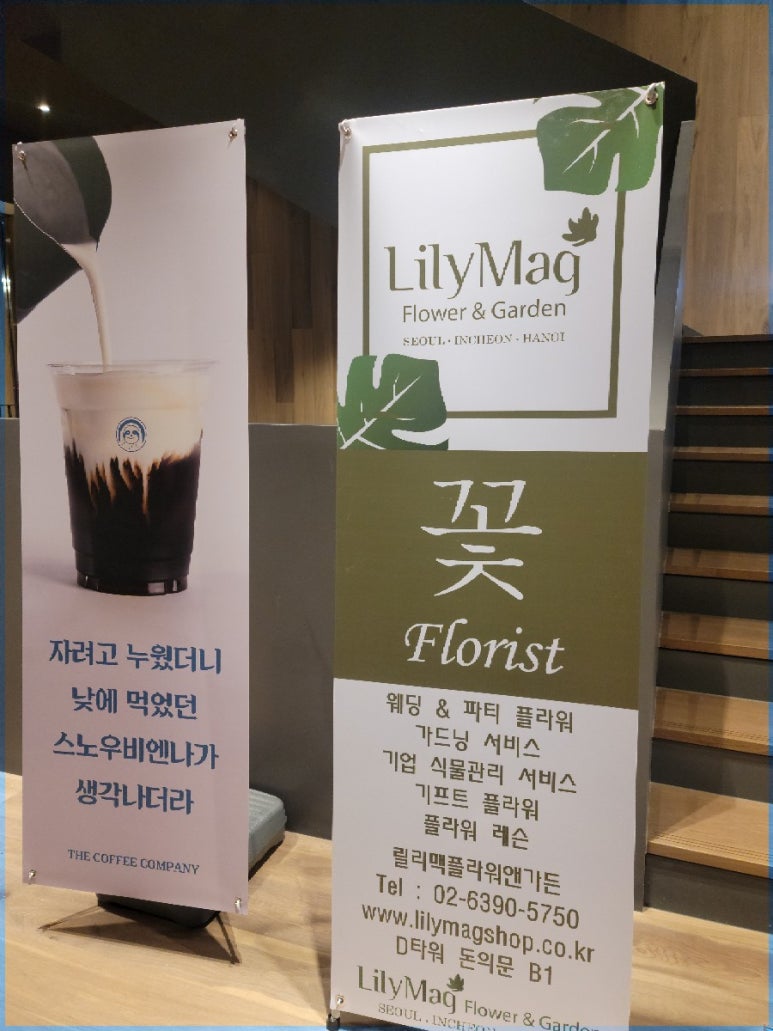 자려고 누웠더니
낮에 먹었던
스노우비엔나가
생각나더라
THE COFFEE COMPANY
LilyMag
Flower & Garden
SEOUL · INCHEON · HANOI
꽃
Florist
웨딩 & 파티 플라워
가드닝 서비스
기업 식물관리 서비스
기프트 플라워
플라워 레슨
릴리맥플라워앤가든
Tel : 02-6390-5750
www.lilymagshop.co.kr
D타워 돈의문 B1
LilyMag Flower & Garden
SEOUL · INCHEON